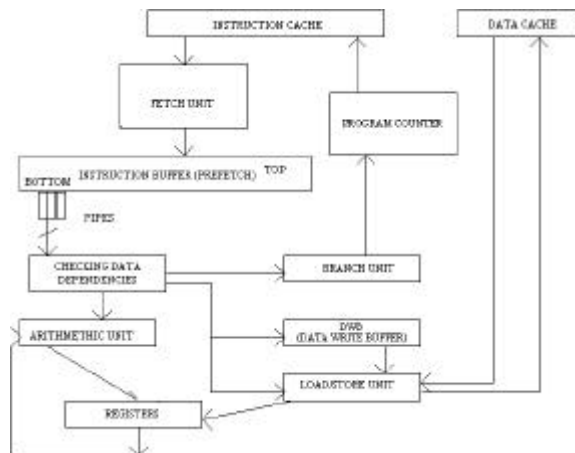 INSTRUCTION CACHE
DATA CACHE
FETCH UNIT
PROGRAM COUNTER
BOTTOM INSTRUCTION BUFFER (PREFETCH) TOP
PIPES
CHECKING DATA
DEPENDENCIES
BRANCH UNIT
ARITHMETHIC UNIT
DWB
(DATA WRITE BUFFER)
LOAD/STORE UNIT
REGISTERS